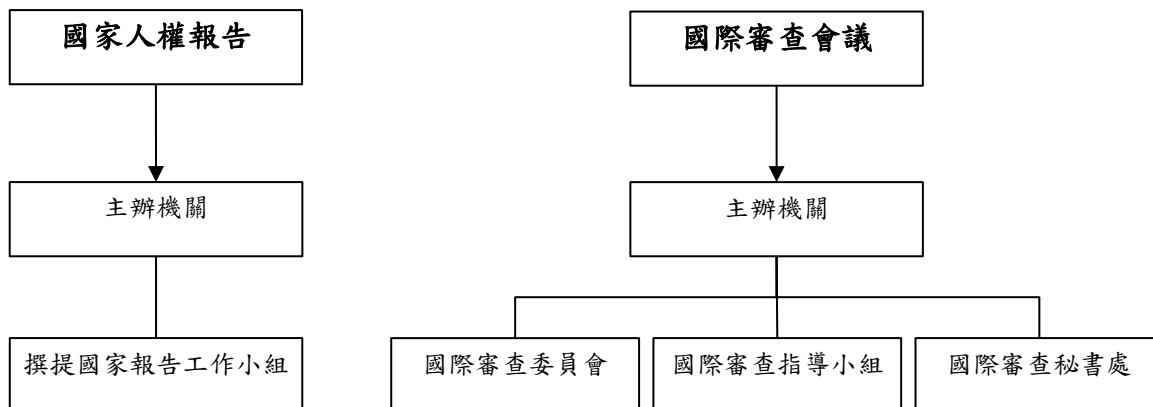 國家人權報告
國際審查會議
主辦機關
主辦機關
撰提國家報告工作小組
國際審查委員會
國際審查指導小組
國際審查秘書處